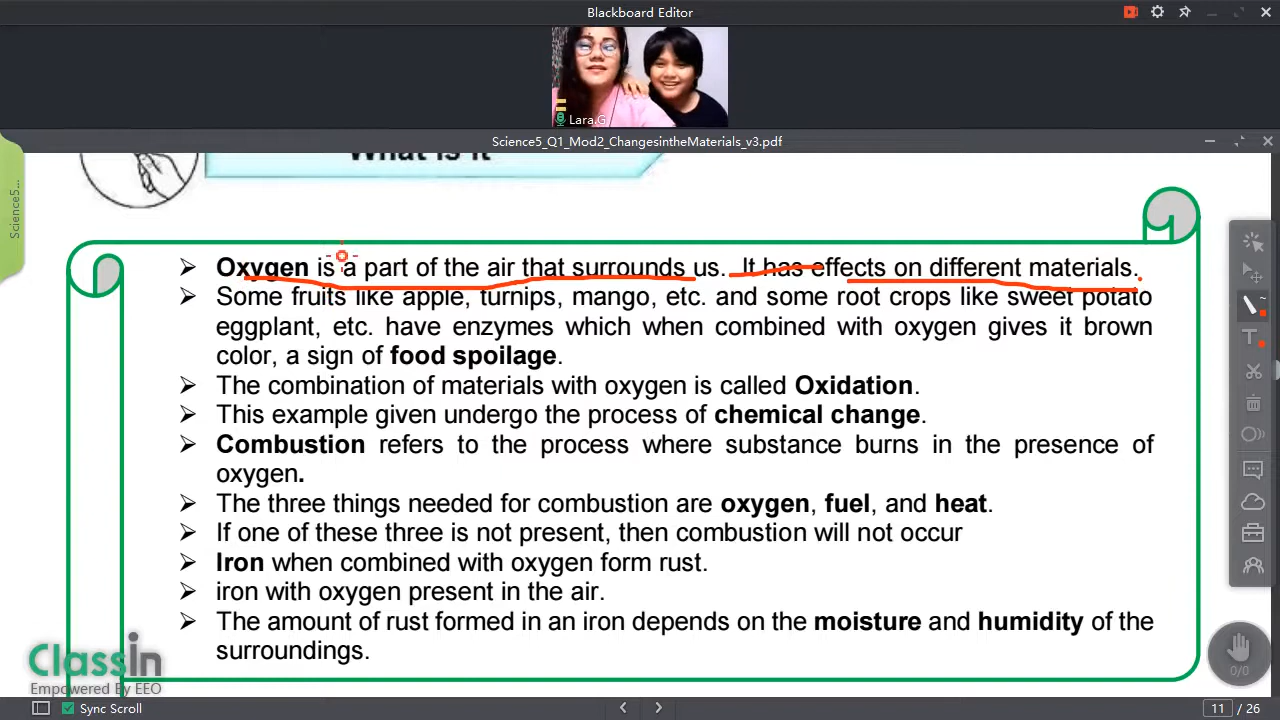 Blackboard Editor
Lara.G
Science5_Q1_Mod2_ChangesintheMaterials_v3.pdf
Science5...
What is it
➢ Oxygen is a part of the air that surrounds us. It has effects on different materials.
➢ Some fruits like apple, turnips, mango, etc. and some root crops like sweet potato
eggplant, etc. have enzymes which when combined with oxygen gives it brown
color, a sign of food spoilage.
➢ The combination of materials with oxygen is called Oxidation.
➢ This example given undergo the process of chemical change.
➢ Combustion refers to the process where substance burns in the presence of
oxygen.
➢ The three things needed for combustion are oxygen, fuel, and heat.
➢ If one of these three is not present, then combustion will not occur
➢ Iron when combined with oxygen form rust.
➢ iron with oxygen present in the air.
➢ The amount of rust formed in an iron depends on the moisture and humidity of the
surroundings.
T
0/0
ClassIn
Empowered By EEO
Sync Scroll
11 / 26